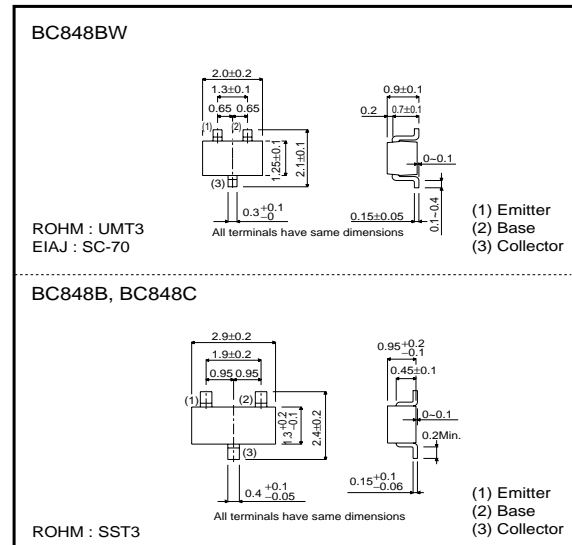 BC848BW
2.0±0.2
1.3±0.1
0.65 0.65
(1) (2)
(3)
1.25±0.1
2.1±0.1
0.3 +0.1 −0
All terminals have same dimensions
0.9±0.1
0.2 0.7±0.1
0~0.1
0.1~0.4
0.15±0.05
ROHM : UMT3
EIAJ : SC-70
(1) Emitter
(2) Base
(3) Collector
BC848B, BC848C
2.9±0.2
1.9±0.2
0.95 0.95
(1) (2)
(3)
1.3 +0.2 −0.1
2.4±0.2
0.4 +0.1 −0.05
All terminals have same dimensions
0.95 +0.2 −0.1
0.45±0.1
0~0.1
0.2Min.
0.15 +0.1 −0.06
ROHM : SST3
(1) Emitter
(2) Base
(3) Collector